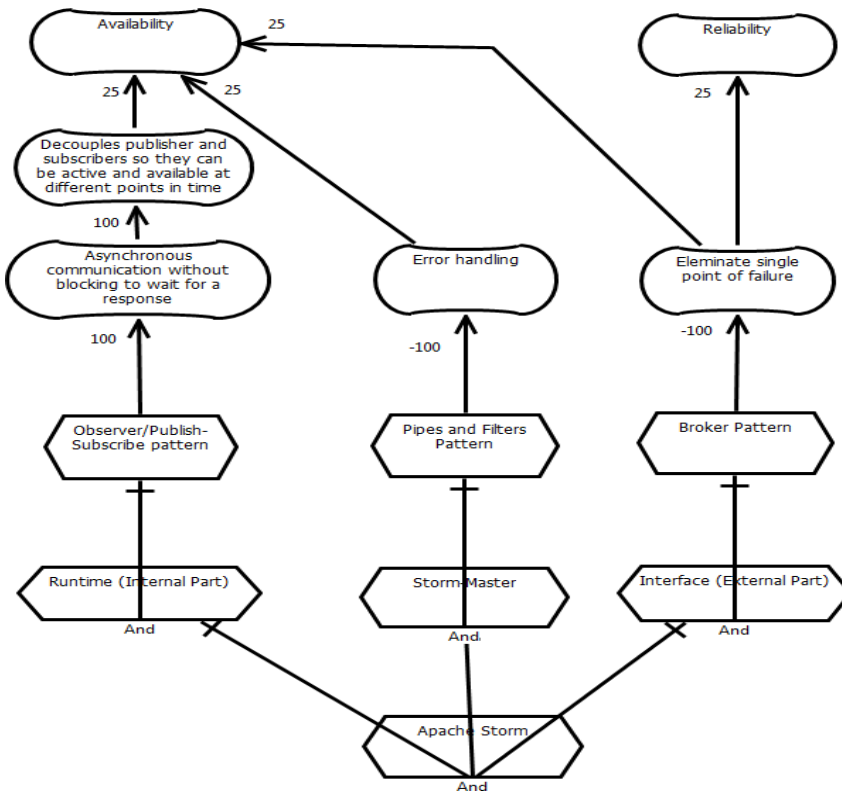 Availability
25
Reliability
25
25
25
Decouples publisher and
subscribers so they can
be active and available at
different points in time
100
Asynchronous
communication without
blocking to wait for a
response
Error handling
Eleminate single
point of failure
100
-100
-100
Observer/Publish-
Subscribe pattern
Pipes and Filters
Pattern
Broker Pattern
Runtime (Internal Part)
Storm-Master
Interface (External Part)
And
And
And
Apache Storm
And